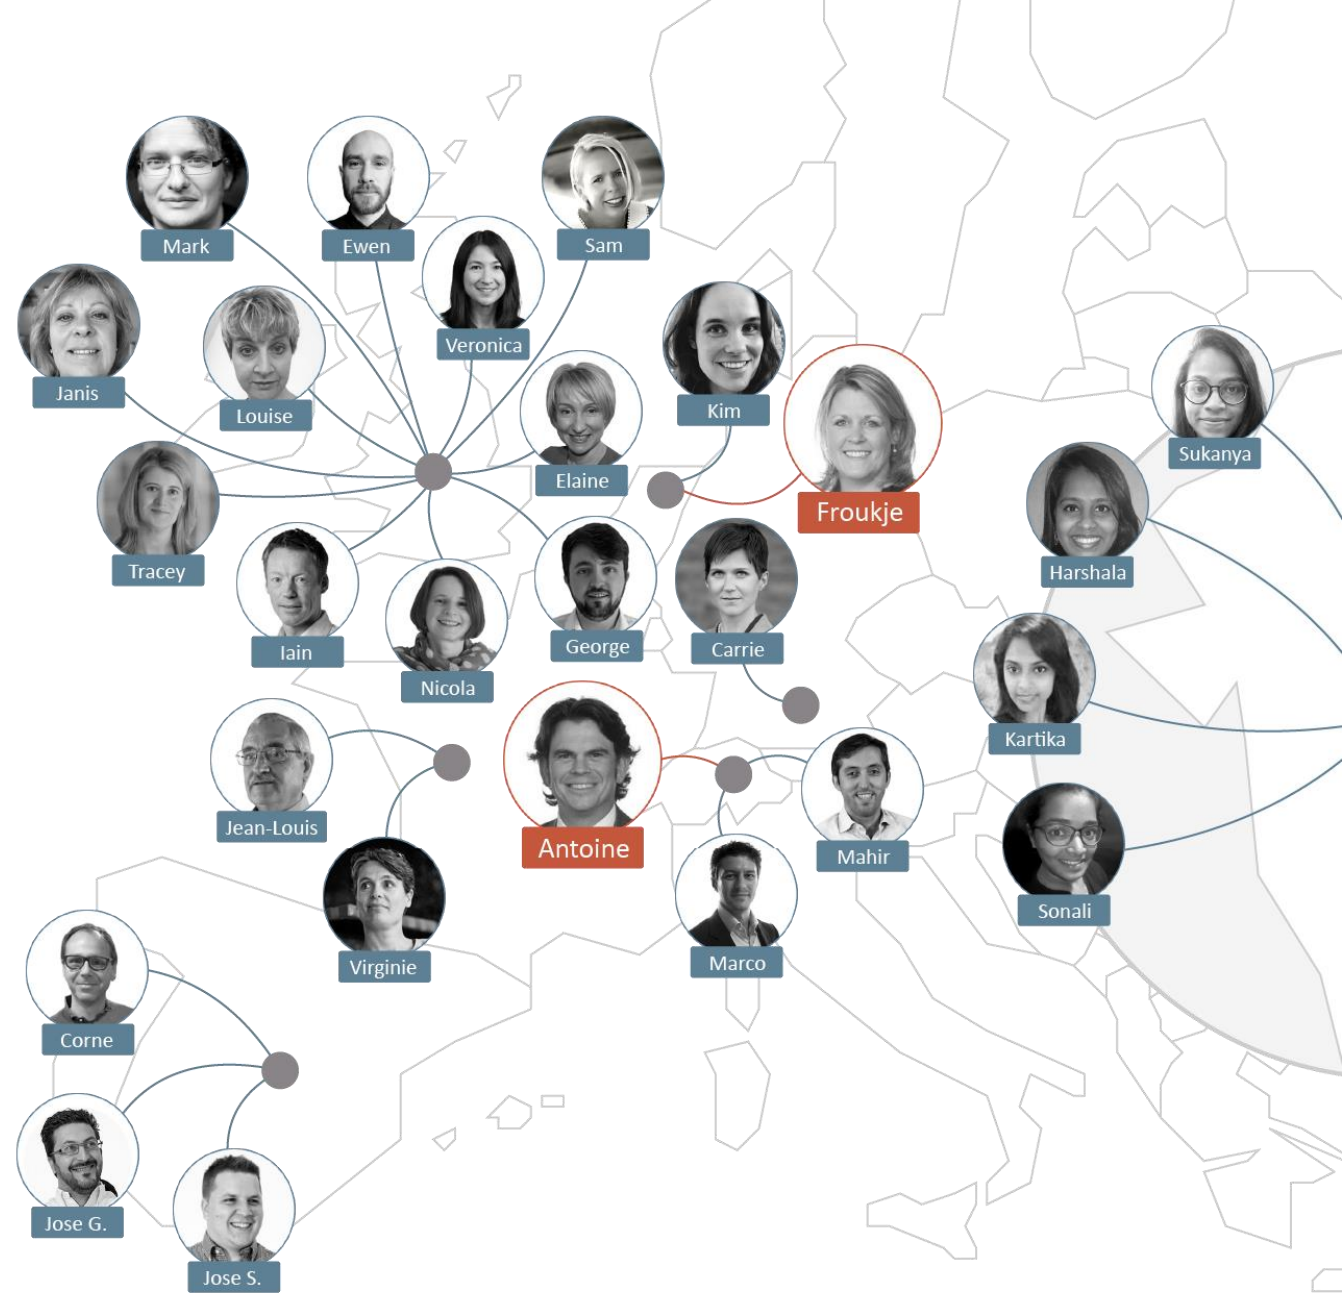 Mark
Ewen
Sam
Veronica
Janis
Louise
Kim
Elaine
Froukje
Sukanya
Tracey
Harshala
Iain
George
Carrie
Nicola
Kartika
Jean-Louis
Antoine
Mahir
Sonali
Virginie
Marco
Corne
Jose G.
Jose S.